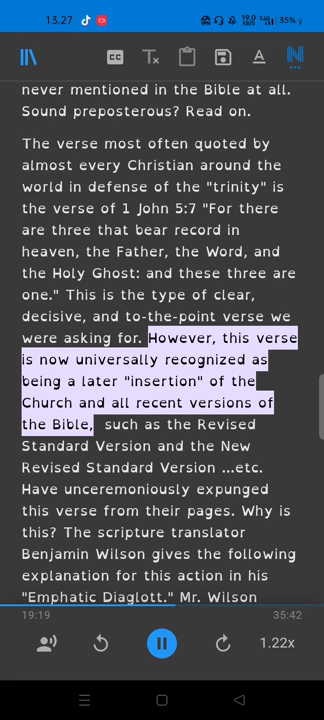 13.27
19.0 KB/s
35%
CC
never mentioned in the Bible at all.
Sound preposterous? Read on.
The verse most often quoted by
almost every Christian around the
world in defense of the "trinity" is
the verse of 1 John 5:7 "For there
are three that bear record in
heaven, the Father, the Word, and
the Holy Ghost: and these three are
one." This is the type of clear,
decisive, and to-the-point verse we
were asking for. However, this verse
is now universally recognized as
being a later "insertion" of the
Church and all recent versions of
the Bible, such as the Revised
Standard Version and the New
Revised Standard Version ...etc.
Have unceremoniously expunged
this verse from their pages. Why is
this? The scripture translator
Benjamin Wilson gives the following
explanation for this action in his
"Emphatic Diaglott." Mr. Wilson
19:19
35:42
1.22x